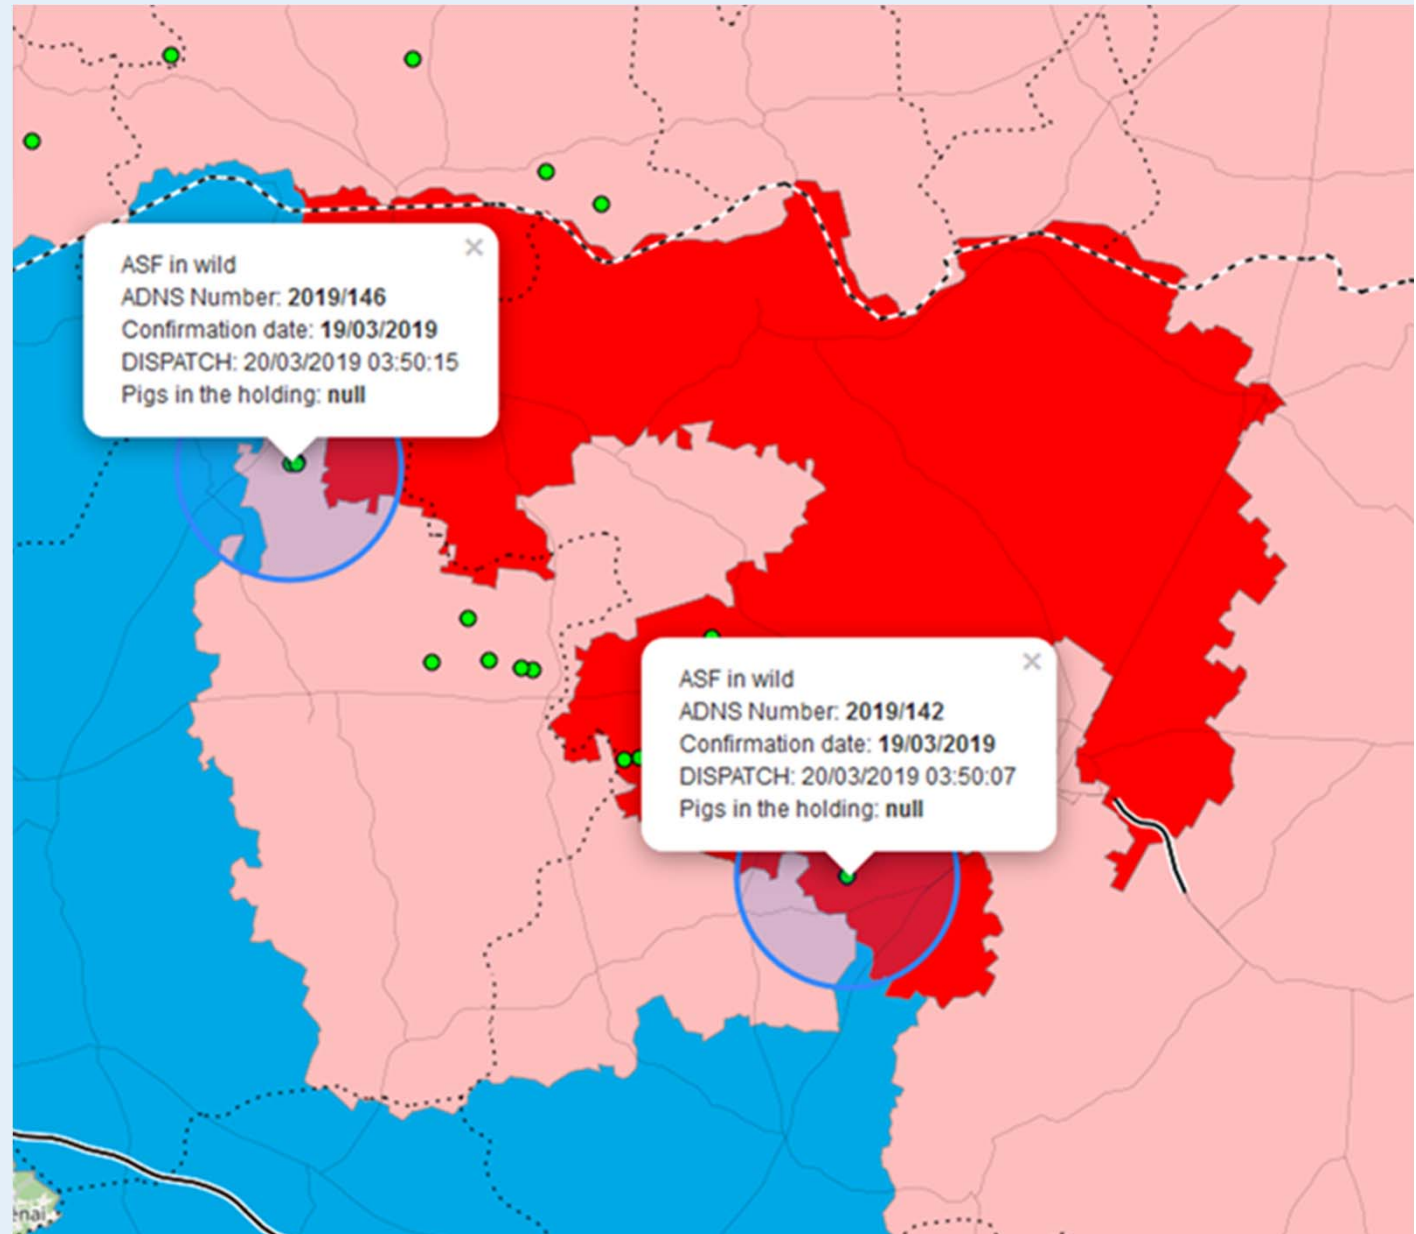 ASF in wild
ADNS Number: 2019/146
Confirmation date: 19/03/2019
DISPATCH: 20/03/2019 03:50:15
Pigs in the holding: null
ASF in wild
ADNS Number: 2019/142
Confirmation date: 19/03/2019
DISPATCH: 20/03/2019 03:50:07
Pigs in the holding: null
enai